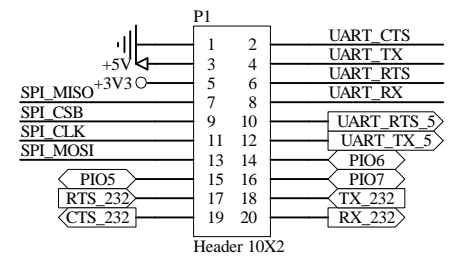 P1
1 2 UART_CTS
+5V 3 4 UART_TX
+3V3 5 6 UART_RTS
SPI_MISO 7 8 UART_RX
SPI_CSB 9 10 UART_RTS_5
SPI_CLK 11 12 UART_TX_5
SPI_MOSI 13 14 PIO6
PIO5 15 16 PIO7
RTS_232 17 18 TX_232
CTS_232 19 20 RX_232
Header 10X2